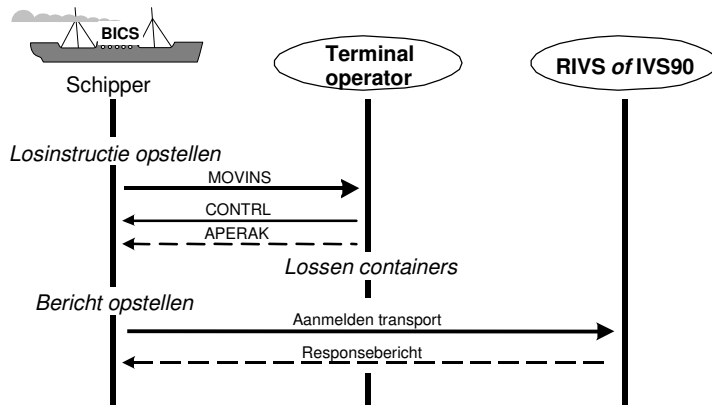 BICS
Schipper
Terminal
operator
RIVS of IVS90
Losinstructie opstellen
MOVINS
CONTRL
APERAK
Lossen containers
Bericht opstellen
Aanmelden transport
Responsebericht